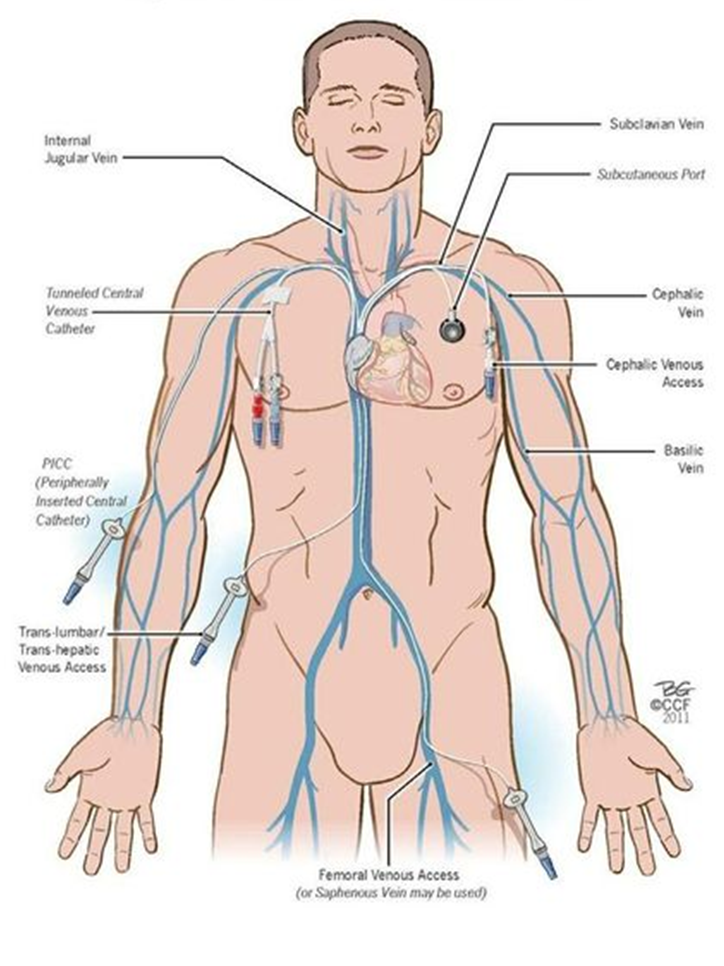 Internal
Jugular Vein
Subclavian Vein
Subcutaneous Port
Tunneled Central
Venous
Catheter
Cephalic
Vein
Cephalic Venous
Access
Basilic
Vein
PICC
(Peripherally
Inserted Central
Catheter)
Trans-lumbar/
Trans-hepatic
Venous Access
BG
©CCF
2011
Femoral Venous Access
(or Saphenous Vein may be used)